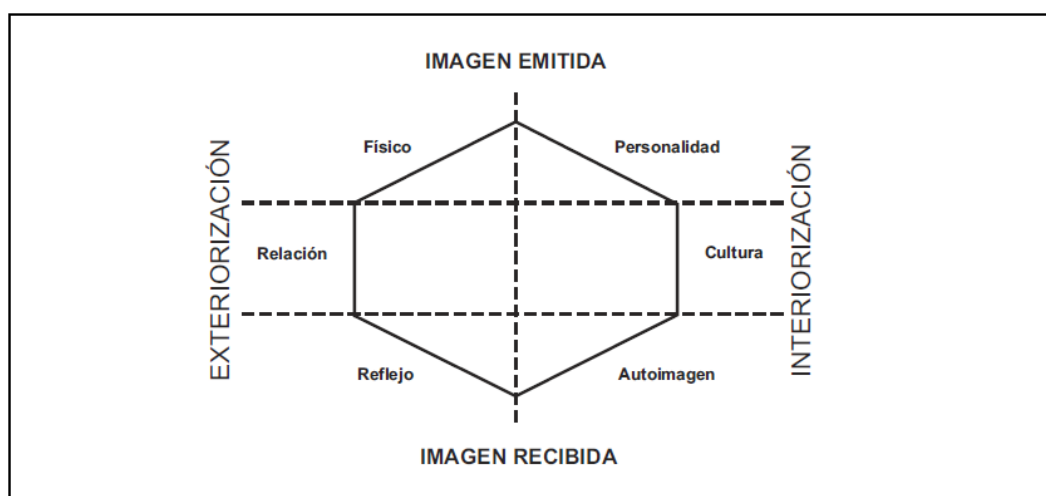 IMAGEN EMITIDA
Físico
Personalidad
EXTERIORIZACIÓN
INTERIORIZACIÓN
Relación
Cultura
Reflejo
Autoimagen
IMAGEN RECIBIDA